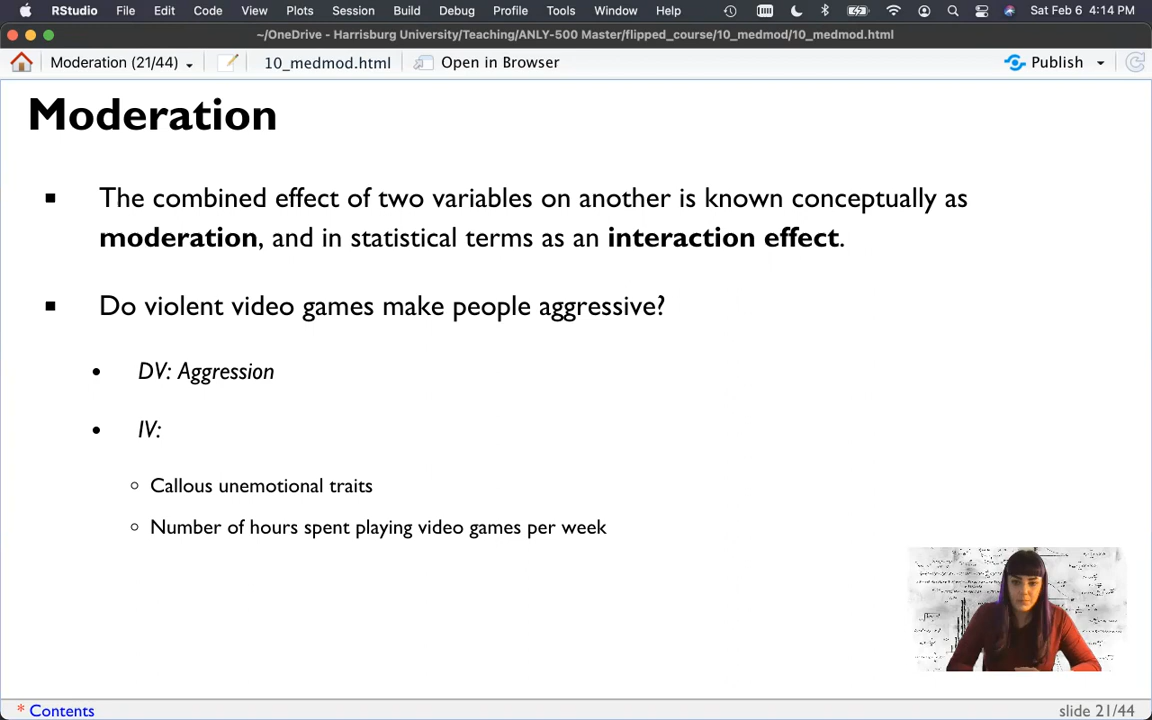 RStudio File Edit Code View Plots Session Build Debug Profile Tools Window Help Sat Feb 6 4:14 PM
~/OneDrive - Harrisburg University/Teaching/ANLY-500 Master/flipped_course/10_medmod/10_medmod.html
Moderation (21/44) 10_medmod.html Open in Browser Publish
Moderation
The combined effect of two variables on another is known conceptually as
moderation, and in statistical terms as an interaction effect.
Do violent video games make people aggressive?
DV: Aggression
IV:
Callous unemotional traits
Number of hours spent playing video games per week
* Contents slide 21/44